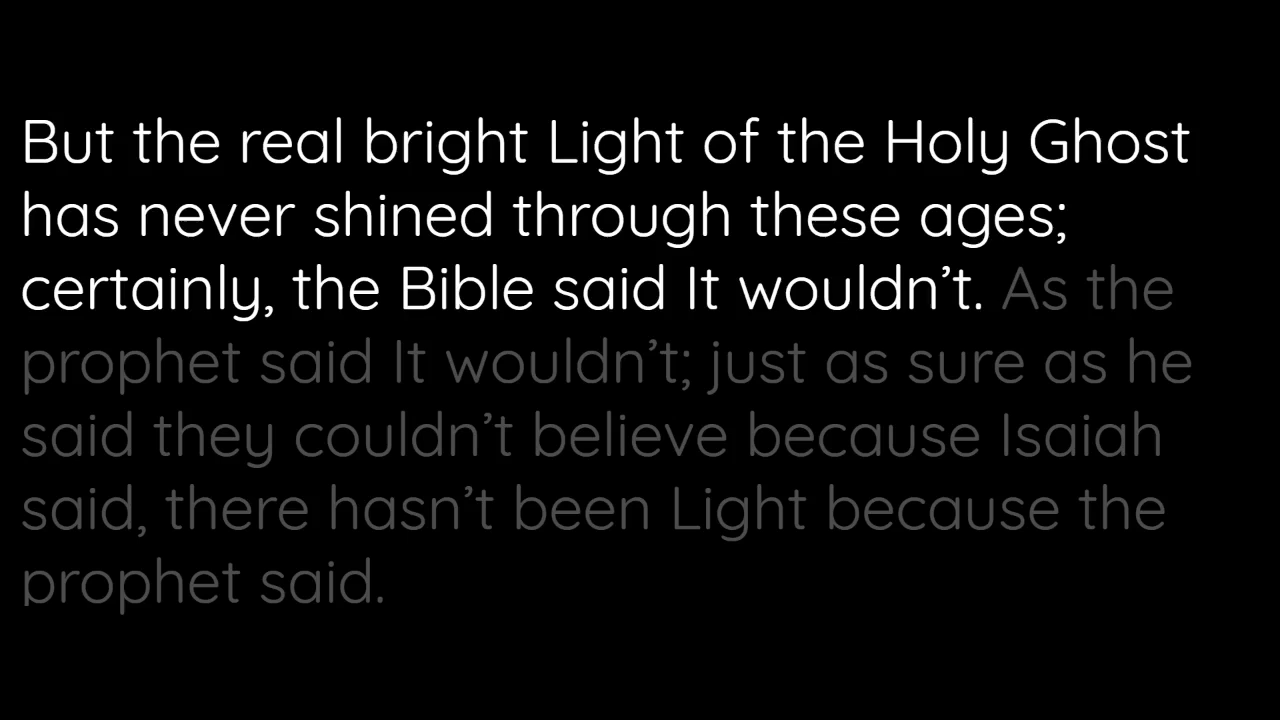 But the real bright Light of the Holy Ghost
has never shined through these ages;
certainly, the Bible said It wouldn’t. As the
prophet said It wouldn’t; just as sure as he
said they couldn’t believe because Isaiah
said, there hasn’t been Light because the
prophet said.